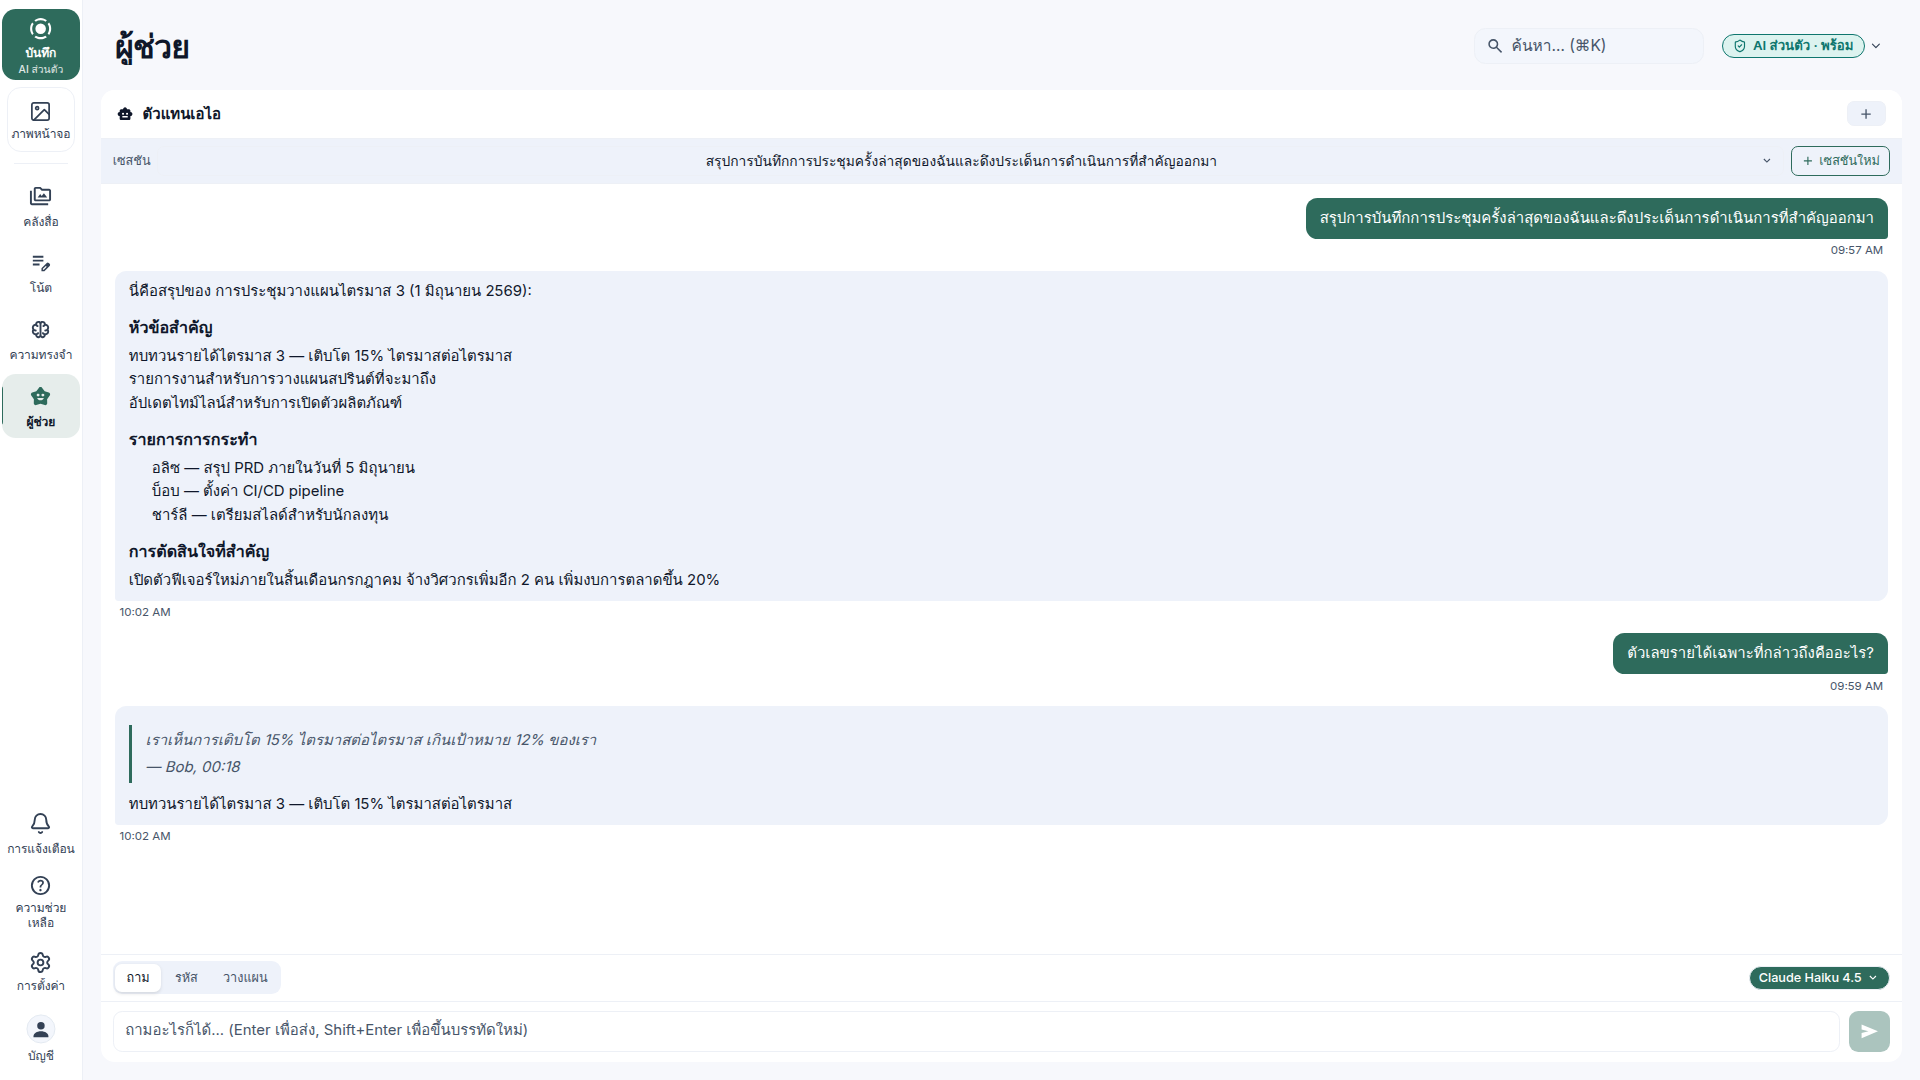 บันทึก
AI ส่วนตัว
ภาพหน้าจอ
คลังสื่อ
โน้ต
ความทรงจำ
ผู้ช่วย
การแจ้งเตือน
ความช่วย
เหลือ
การตั้งค่า
บัญชี
ผู้ช่วย
ค้นหา... (⌘K)
AI ส่วนตัว · พร้อม
ตัวแทนเอไอ
เซสชัน
สรุปการบันทึกการประชุมครั้งล่าสุดของฉันและดึงประเด็นการดำเนินการที่สำคัญออกมา
เซสชันใหม่
สรุปการบันทึกการประชุมครั้งล่าสุดของฉันและดึงประเด็นการดำเนินการที่สำคัญออกมา
09:57 AM
นี่คือสรุปของ การประชุมวางแผนไตรมาส 3 (1 มิถุนายน 2569):
หัวข้อสำคัญ
ทบทวนรายได้ไตรมาส 3 — เติบโต 15% ไตรมาสต่อไตรมาส
รายการงานสำหรับการวางแผนสปรินต์ที่จะมาถึง
อัปเดตไทม์ไลน์สำหรับการเปิดตัวผลิตภัณฑ์
รายการการกระทำ
อลิซ — สรุป PRD ภายในวันที่ 5 มิถุนายน
บ็อบ — ตั้งค่า CI/CD pipeline
ชาร์ลี — เตรียมสไลด์สำหรับนักลงทุน
การตัดสินใจที่สำคัญ
เปิดตัวฟีเจอร์ใหม่ภายในสิ้นเดือนกรกฎาคม จ้างวิศวกรเพิ่มอีก 2 คน เพิ่มงบการตลาดขึ้น 20%
10:02 AM
ตัวเลขรายได้เฉพาะที่กล่าวถึงคืออะไร?
09:59 AM
เราเห็นการเติบโต 15% ไตรมาสต่อไตรมาส เกินเป้าหมาย 12% ของเรา
— Bob, 00:18
ทบทวนรายได้ไตรมาส 3 — เติบโต 15% ไตรมาสต่อไตรมาส
10:02 AM
ถาม
รหัส
วางแผน
Claude Haiku 4.5
ถามอะไรก็ได้... (Enter เพื่อส่ง, Shift+Enter เพื่อขึ้นบรรทัดใหม่)